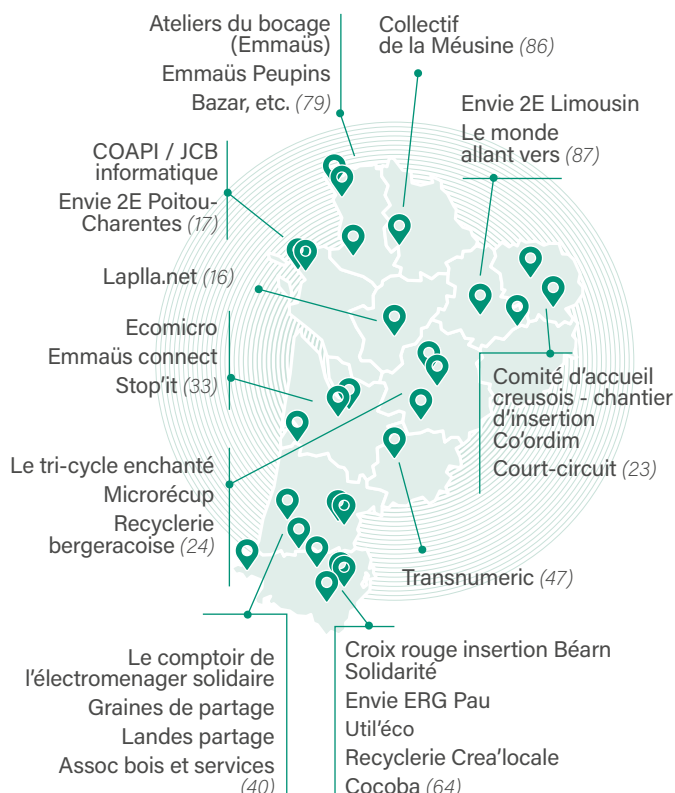 Ateliers du bocage
(Emmaüs)
Emmaüs Peupins
Bazar, etc. (79)
Collectif
de la Méusine (86)
Envie 2E Limousin
Le monde
allant vers (87)
COAPI / JCB
informatique
Envie 2E Poitou-
Charentes (17)
Laplla.net (16)
Ecomicro
Emmaüs connect
Stop'it (33)
Comité d'accueil
creusois - chantier
d'insertion
Co'ordim
Court-circuit (23)
Le tri-cycle enchanté
Microrécup
Recyclerie
bergeracoise (24)
Transnumeric (47)
Le comptoir de
l'électromenager solidaire
Graines de partage
Landes partage
Assoc bois et services
(40)
Croix rouge insertion Béarn
Solidarité
Envie ERG Pau
Util'éco
Recyclerie Crea'locale
Cocoba (64)